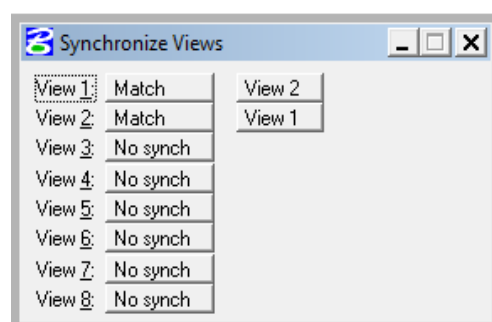 Synchronize Views
View 1: Match View 2
View 2: Match View 1
View 3: No synch
View 4: No synch
View 5: No synch
View 6: No synch
View 7: No synch
View 8: No synch